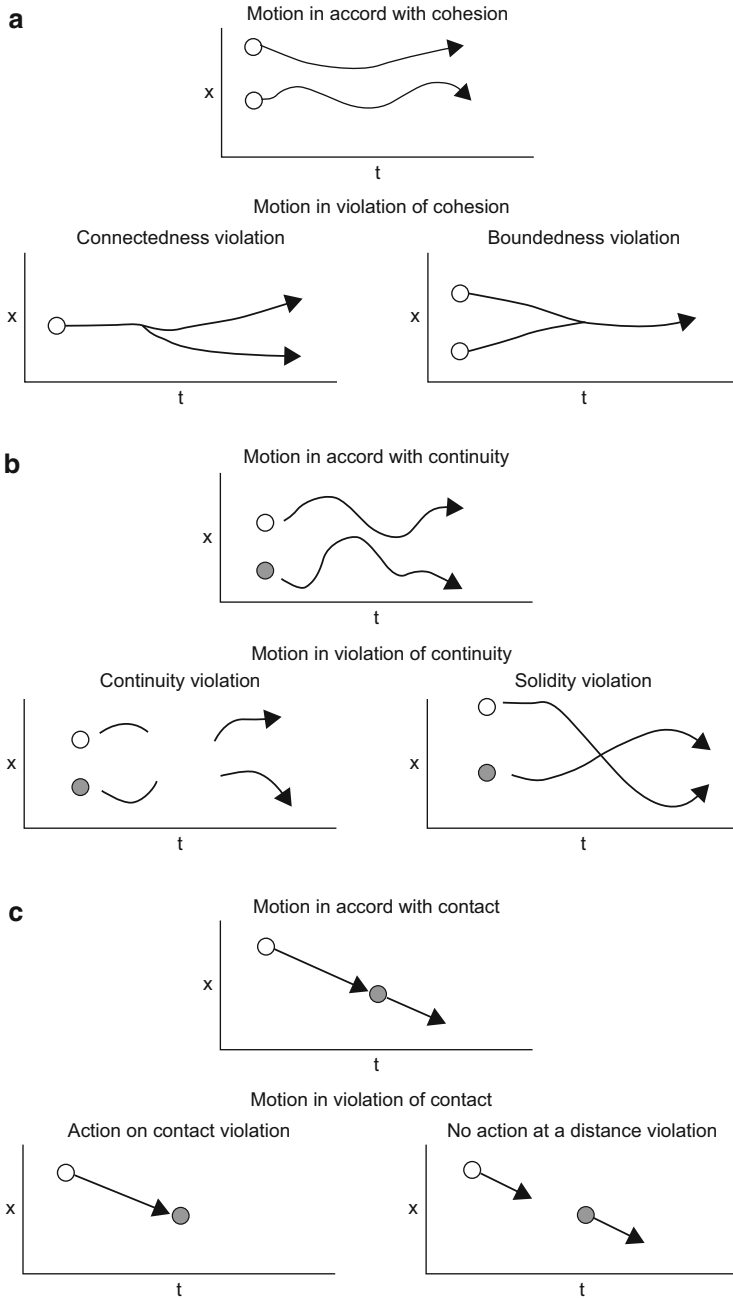 a
Motion in accord with cohesion
x
t
Motion in violation of cohesion
Connectedness violation
Boundedness violation
x
t
x
t
b
Motion in accord with continuity
x
t
Motion in violation of continuity
Continuity violation
Solidity violation
x
t
x
t
c
Motion in accord with contact
x
t
Motion in violation of contact
Action on contact violation
No action at a distance violation
x
t
x
t